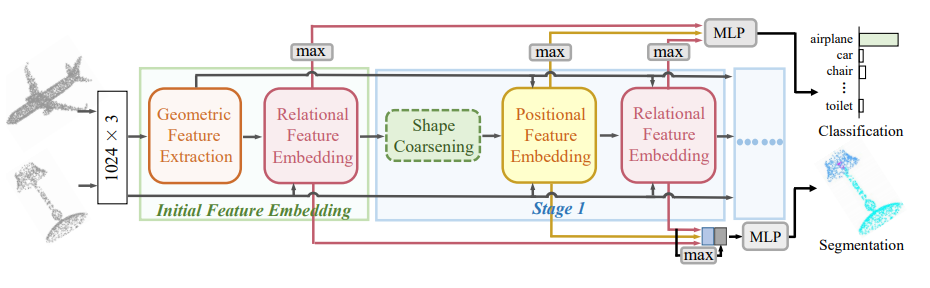 max
max
max
MLP
airplane
car
chair
toilet
Classification
1024 × 3
Geometric
Feature
Extraction
Relational
Feature
Embedding
Shape
Coarsening
Positional
Feature
Embedding
Relational
Feature
Embedding
Initial Feature Embedding
Stage 1
max
MLP
Segmentation